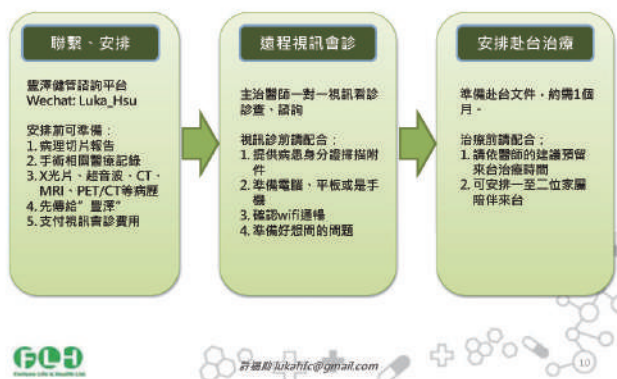 聯繫、安排
豐澤健管諮詢平台
Wechat: Luka_Hsu
安排前可準備：
1. 病理切片報告
2. 手術相關醫療記錄
3. X光片、超音波、CT、
MRI、PET/CT等病歷
4. 先傳給"豐澤"
5. 支付視訊會診費用
遠程視訊會診
主治醫師一對一視訊看診
診查、諮詢
視訊診前請配合：
1. 提供病患身分證掃描附
件
2. 準備電腦、平板或是手
機
3. 確認wifi通暢
4. 準備好想問的問題
安排赴台治療
準備赴台文件，約需1個
月。
治療前請配合：
1. 請依醫師的建議預留
來台治療時間
2. 可安排一至二位家屬
陪伴來台
FLH
Fortune Life & Health Ltd
lukahfc@gmail.com
10